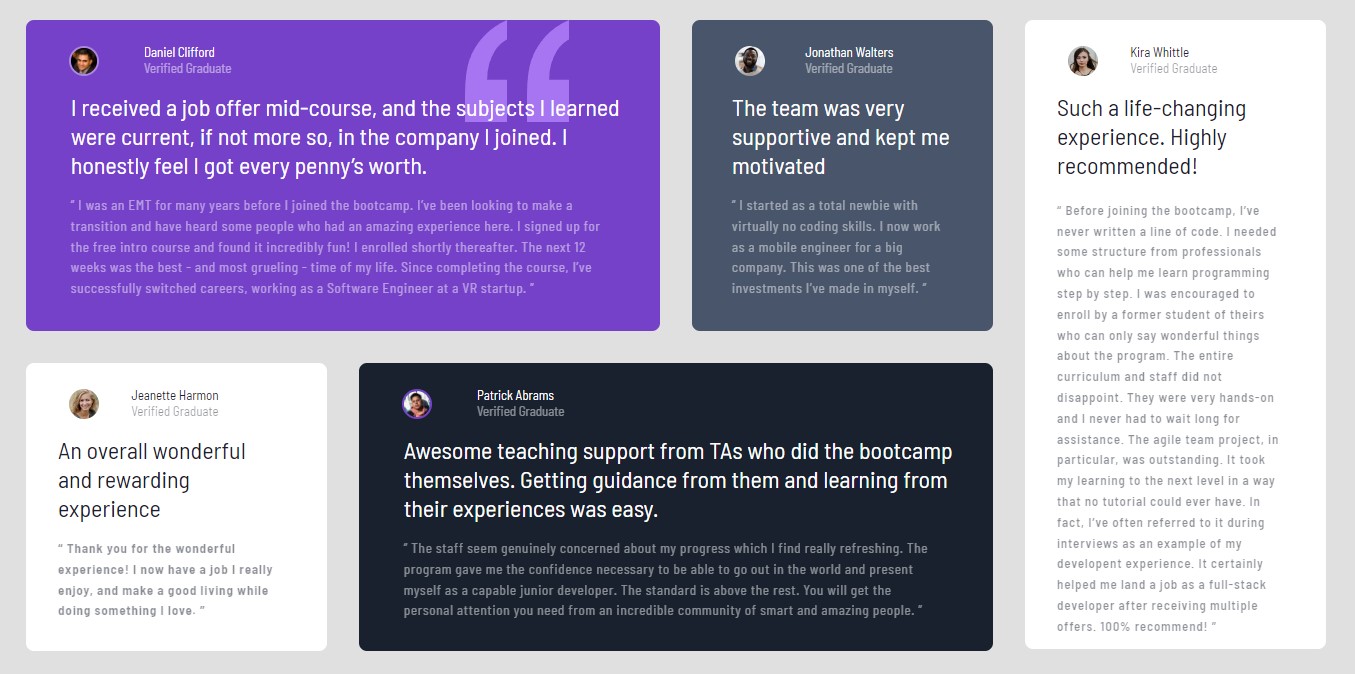 “
Daniel Clifford
Verified Graduate
I received a job offer mid-course, and the subjects I learned
were current, if not more so, in the company I joined. I
honestly feel I got every penny’s worth.
“ I was an EMT for many years before I joined the bootcamp. I’ve been looking to make a
transition and have heard some people who had an amazing experience here. I signed up for
the free intro course and found it incredibly fun! I enrolled shortly thereafter. The next 12
weeks was the best - and most grueling - time of my life. Since completing the course, I’ve
successfully switched careers, working as a Software Engineer at a VR startup. ”
Jonathan Walters
Verified Graduate
The team was very
supportive and kept me
motivated
“ I started as a total newbie with
virtually no coding skills. I now work
as a mobile engineer for a big
company. This was one of the best
investments I’ve made in myself. ”
Kira Whittle
Verified Graduate
Such a life-changing
experience. Highly
recommended!
“ Before joining the bootcamp, I’ve
never written a line of code. I needed
some structure from professionals
who can help me learn programming
step by step. I was encouraged to
enroll by a former student of theirs
who can only say wonderful things
about the program. The entire
curriculum and staff did not
disappoint. They were very hands-on
and I never had to wait long for
assistance. The agile team project, in
particular, was outstanding. It took
my learning to the next level in a way
that no tutorial could ever have. In
fact, I’ve often referred to it during
interviews as an example of my
developent experience. It certainly
helped me land a job as a full-stack
developer after receiving multiple
offers. 100% recommend! ”
Jeanette Harmon
Verified Graduate
An overall wonderful
and rewarding
experience
“ Thank you for the wonderful
experience! I now have a job I really
enjoy, and make a good living while
doing something I love. ”
Patrick Abrams
Verified Graduate
Awesome teaching support from TAs who did the bootcamp
themselves. Getting guidance from them and learning from
their experiences was easy.
“ The staff seem genuinely concerned about my progress which I find really refreshing. The
program gave me the confidence necessary to be able to go out in the world and present
myself as a capable junior developer. The standard is above the rest. You will get the
personal attention you need from an incredible community of smart and amazing people. ”